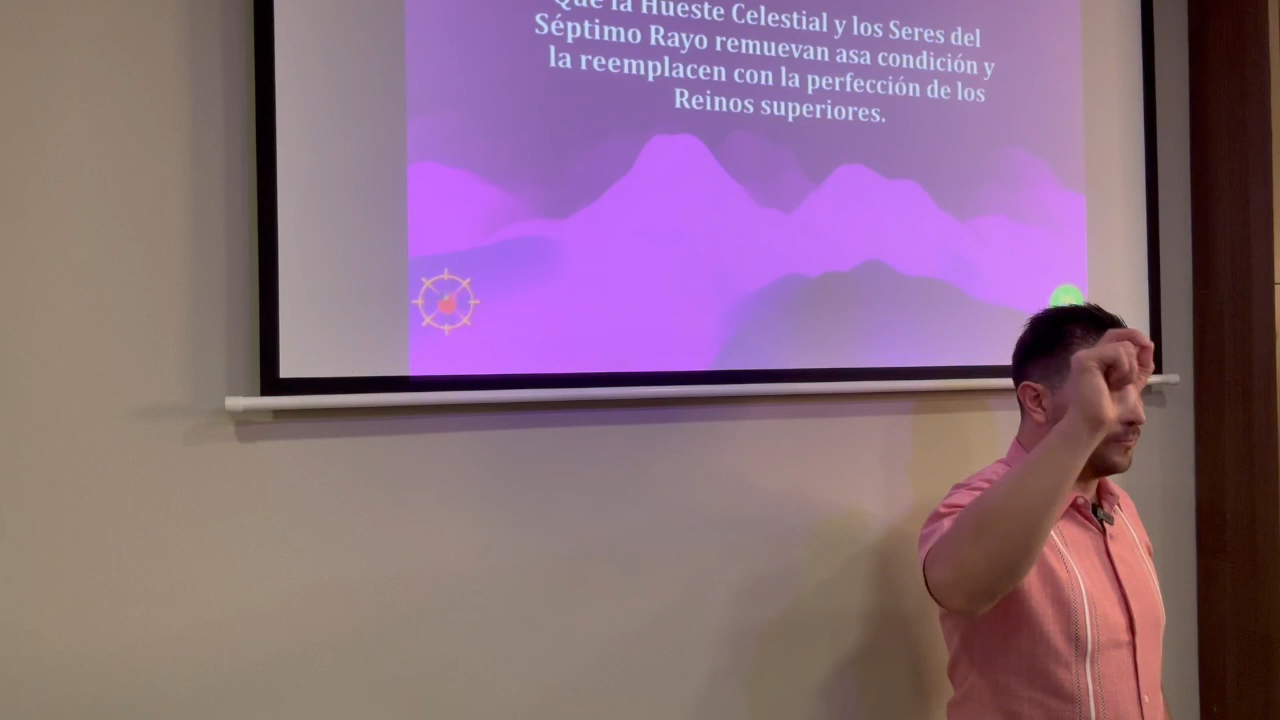 Que la Hueste Celestial y los Seres del
Séptimo Rayo remuevan asa condición y
la reemplacen con la perfección de los
Reinos superiores.